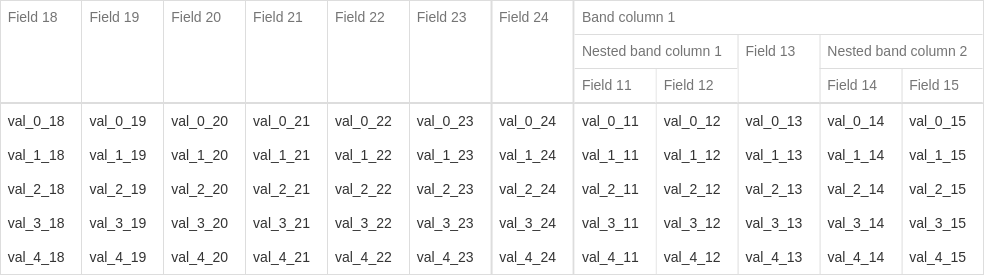 Field 18 Field 19 Field 20 Field 21 Field 22 Field 23 Field 24 Band column 1
Nested band column 1 Field 13 Nested band column 2
Field 11 Field 12 Field 14 Field 15
val_0_18 val_0_19 val_0_20 val_0_21 val_0_22 val_0_23 val_0_24 val_0_11 val_0_12 val_0_13 val_0_14 val_0_15
val_1_18 val_1_19 val_1_20 val_1_21 val_1_22 val_1_23 val_1_24 val_1_11 val_1_12 val_1_13 val_1_14 val_1_15
val_2_18 val_2_19 val_2_20 val_2_21 val_2_22 val_2_23 val_2_24 val_2_11 val_2_12 val_2_13 val_2_14 val_2_15
val_3_18 val_3_19 val_3_20 val_3_21 val_3_22 val_3_23 val_3_24 val_3_11 val_3_12 val_3_13 val_3_14 val_3_15
val_4_18 val_4_19 val_4_20 val_4_21 val_4_22 val_4_23 val_4_24 val_4_11 val_4_12 val_4_13 val_4_14 val_4_15